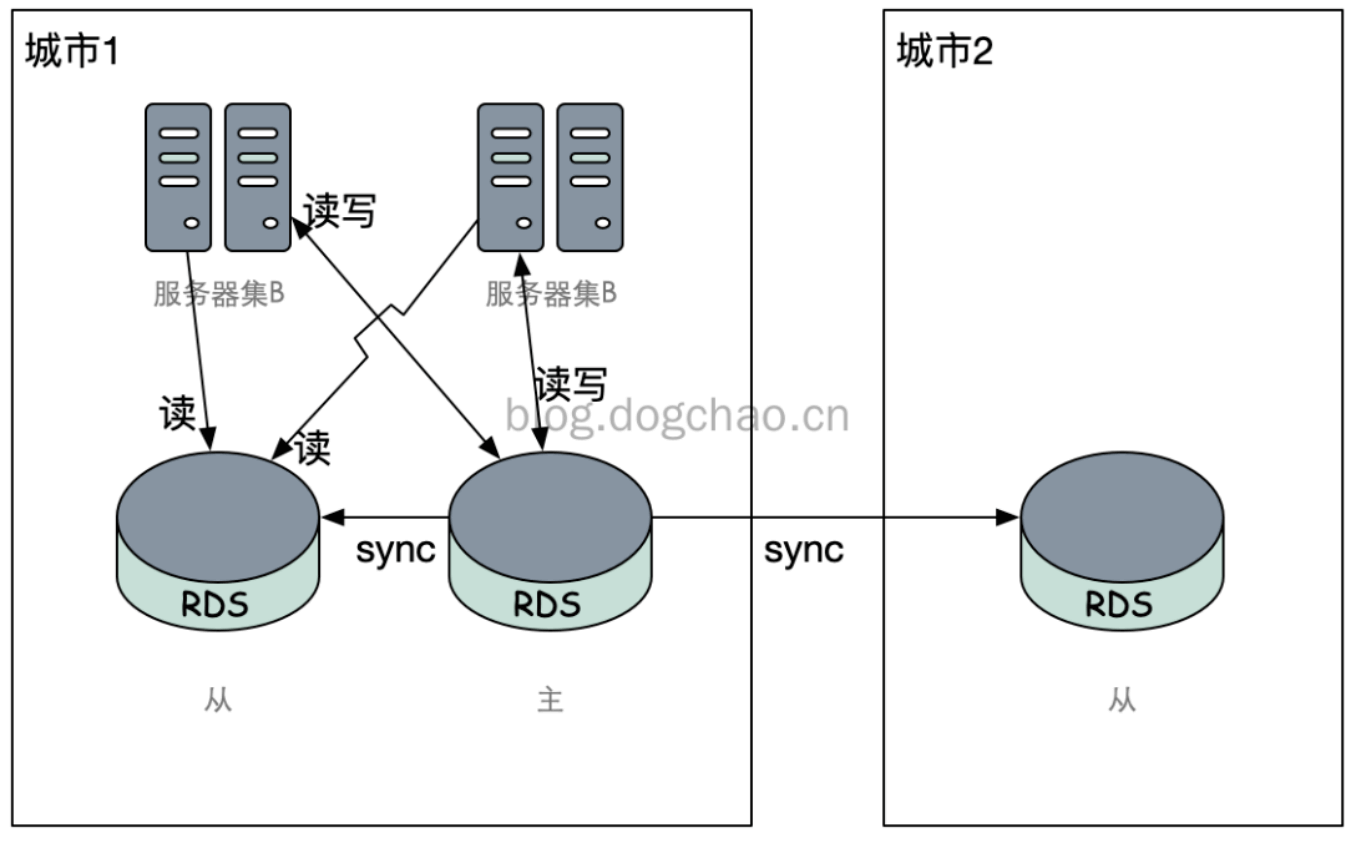 城市1
城市2
读写
服务器集B
服务器集B
读写
读
blog.dogchao.cn
读
sync
sync
RDS
RDS
RDS
从
主
从